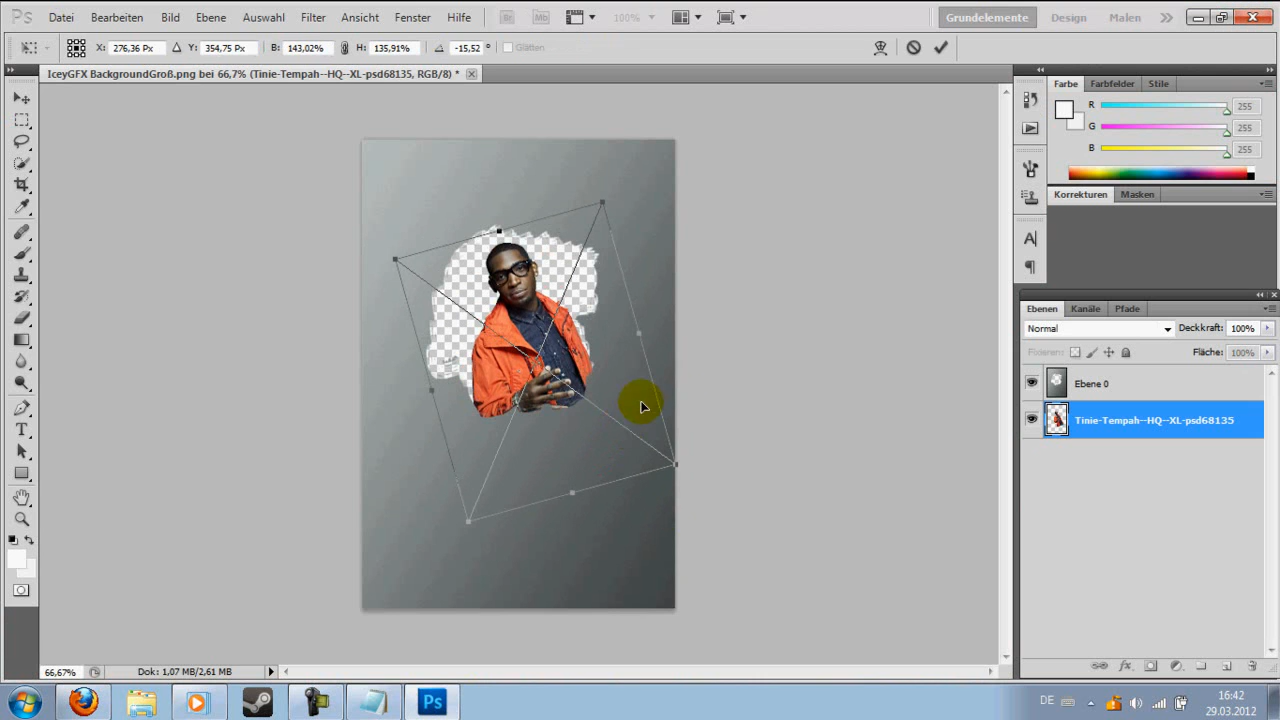 Ps Datei Bearbeiten Bild Ebene Auswahl Filter Ansicht Fenster Hilfe Br Mb 100% Grundelemente Design Malen
X: 276,36 Px Y: 354,75 Px B: 143,02% H: 135,91% -15,52 ° Glätten
IceyGFX BackgroundGroß.png bei 66,7% (Tinie-Tempah--HQ--XL-psd68135, RGB/8) *
Farbe Farbfelder Stile
R 255
G 255
B 255
Korrekturen Masken
Ebenen Kanäle Pfade
Normal Deckkraft: 100%
Fixieren: Fläche: 100%
Ebene 0
Tinie-Tempah--HQ--XL-psd68135
66,67% Dok: 1,07 MB/2,61 MB
Ps DE 16:42
29.03.2012